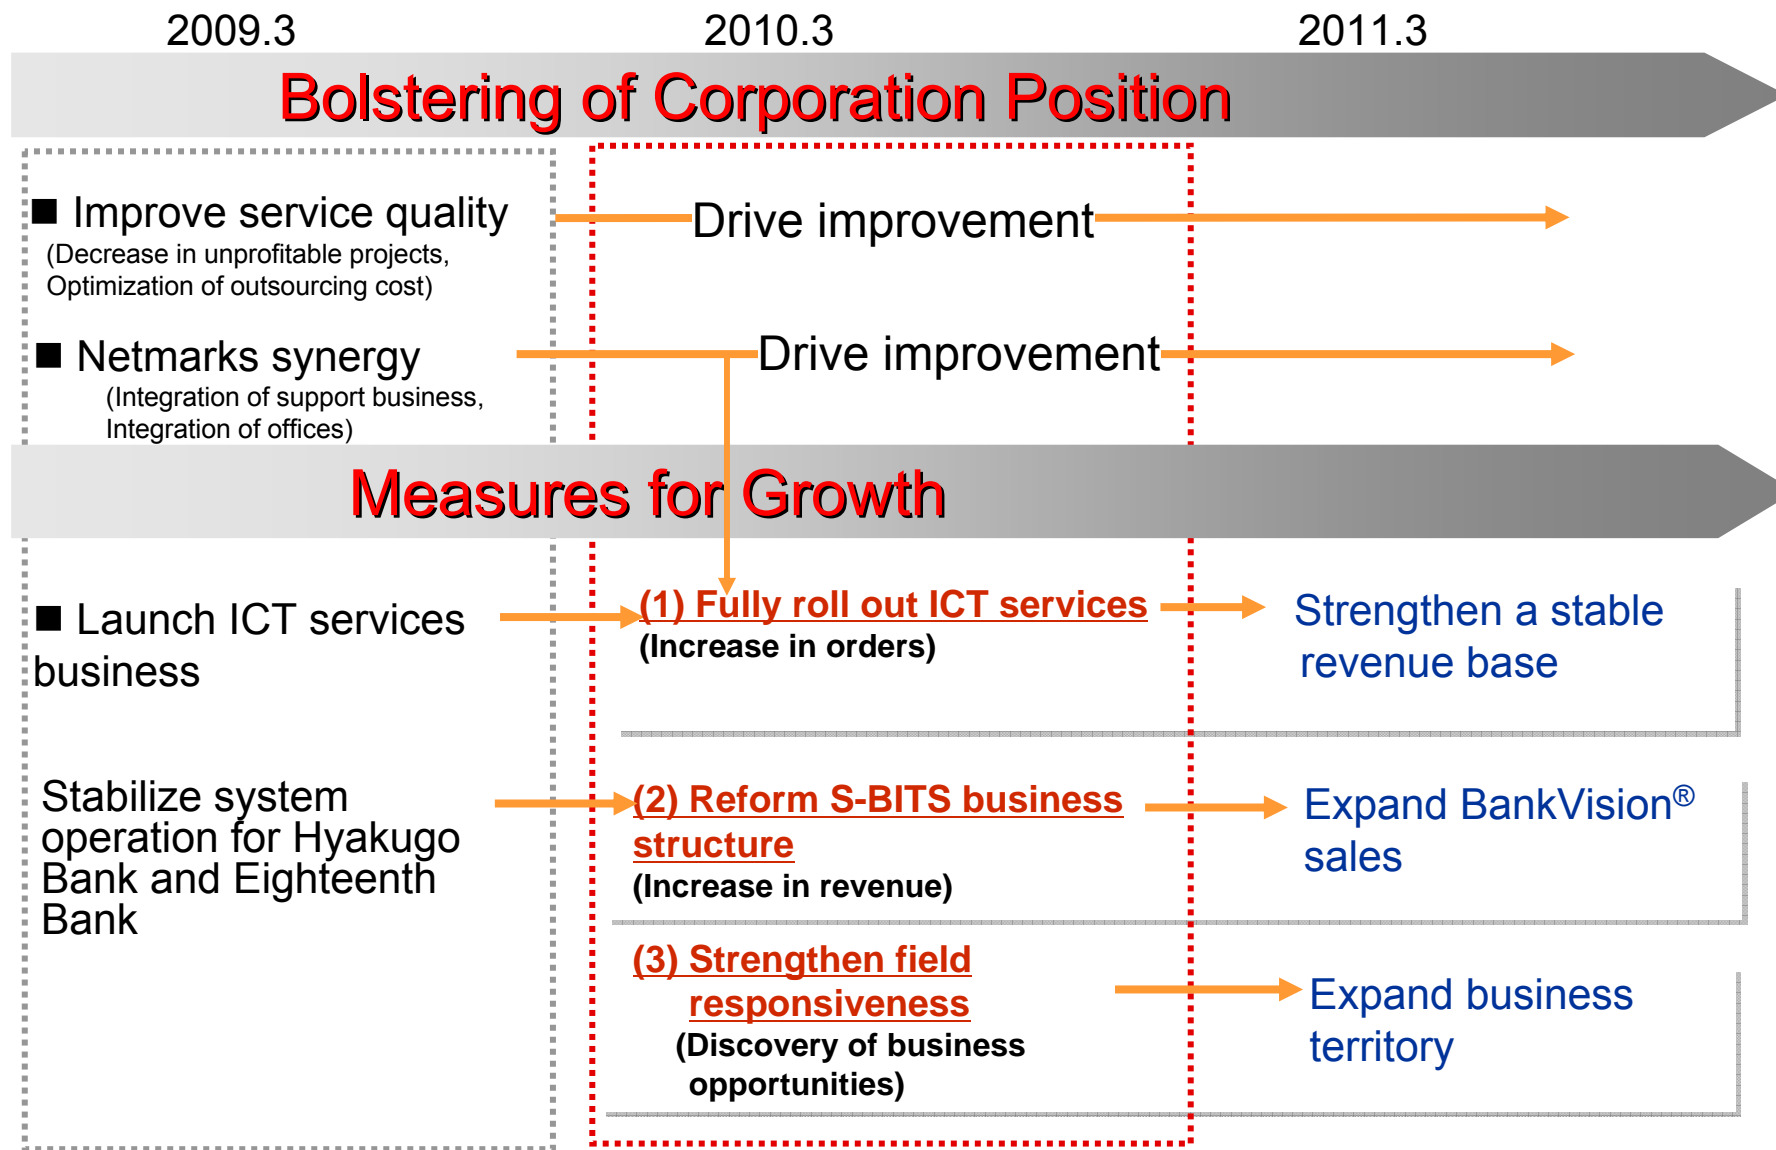 2009.3 2010.3 2011.3
Bolstering of Corporation Position
■ Improve service quality
(Decrease in unprofitable projects,
Optimization of outsourcing cost)
Drive improvement
■ Netmarks synergy
(Integration of support business,
Integration of offices)
Drive improvement
Measures for Growth
■ Launch ICT services
business
(1) Fully roll out ICT services
(Increase in orders)
Strengthen a stable
revenue base
Stabilize system
operation for Hyakugo
Bank and Eighteenth
Bank
(2) Reform S-BITS business
structure
(Increase in revenue)
Expand BankVision®
sales
(3) Strengthen field
responsiveness
(Discovery of business
opportunities)
Expand business
territory